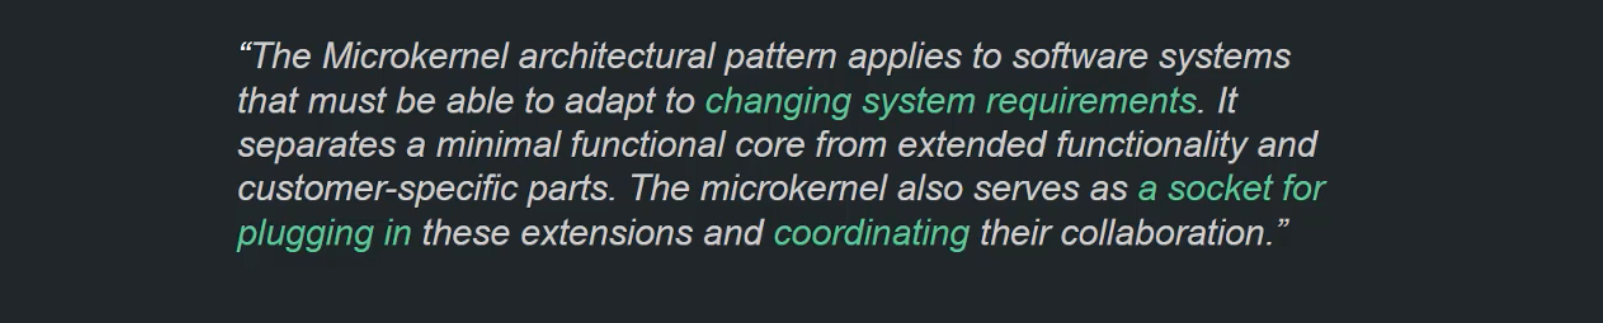 “The Microkernel architectural pattern applies to software systems
that must be able to adapt to changing system requirements. It
separates a minimal functional core from extended functionality and
customer-specific parts. The microkernel also serves as a socket for
plugging in these extensions and coordinating their collaboration.”